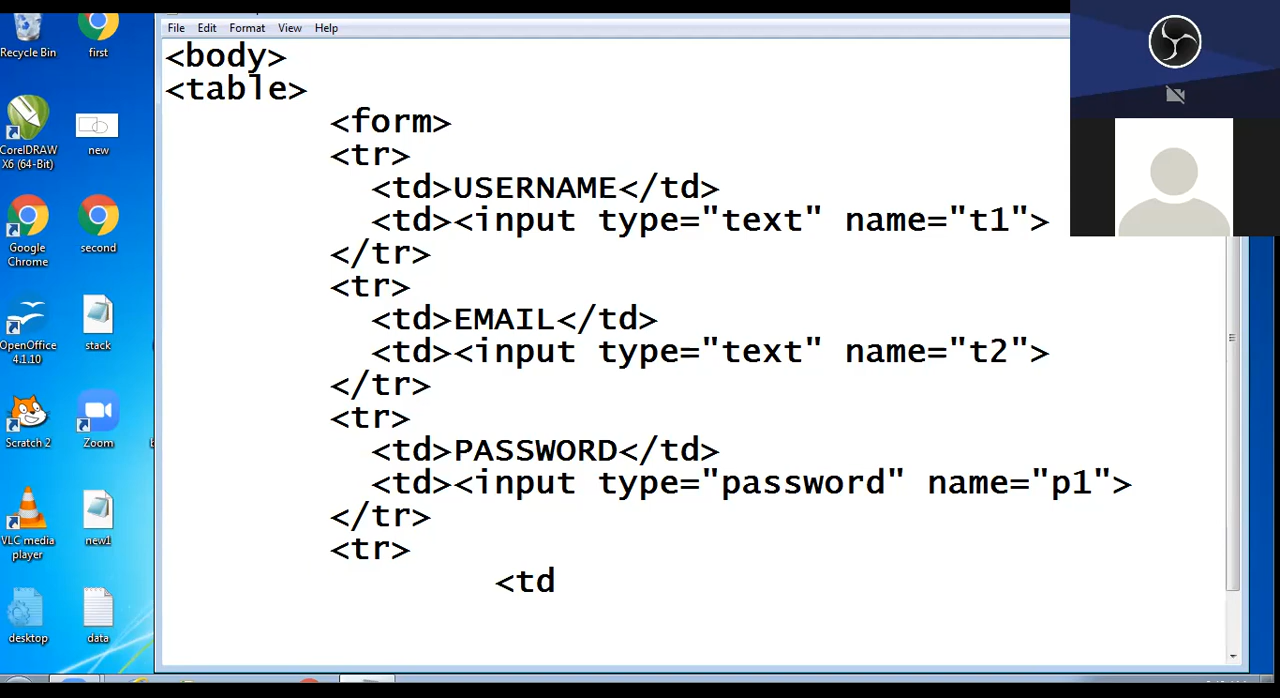 File Edit Format View Help
<body>
<table>
<form>
<tr>
<td>USERNAME</td>
<td><input type="text" name="t1">
</tr>
<tr>
<td>EMAIL</td>
<td><input type="text" name="t2">
</tr>
<tr>
<td>PASSWORD</td>
<td><input type="password" name="p1">
</tr>
<tr>
<td
Recycle Bin
first
CorelDRAW
X6 (64-Bit)
new
Google
Chrome
second
OpenOffice
4.1.10
stack
Scratch 2
Zoom
VLC media
player
new1
desktop
data